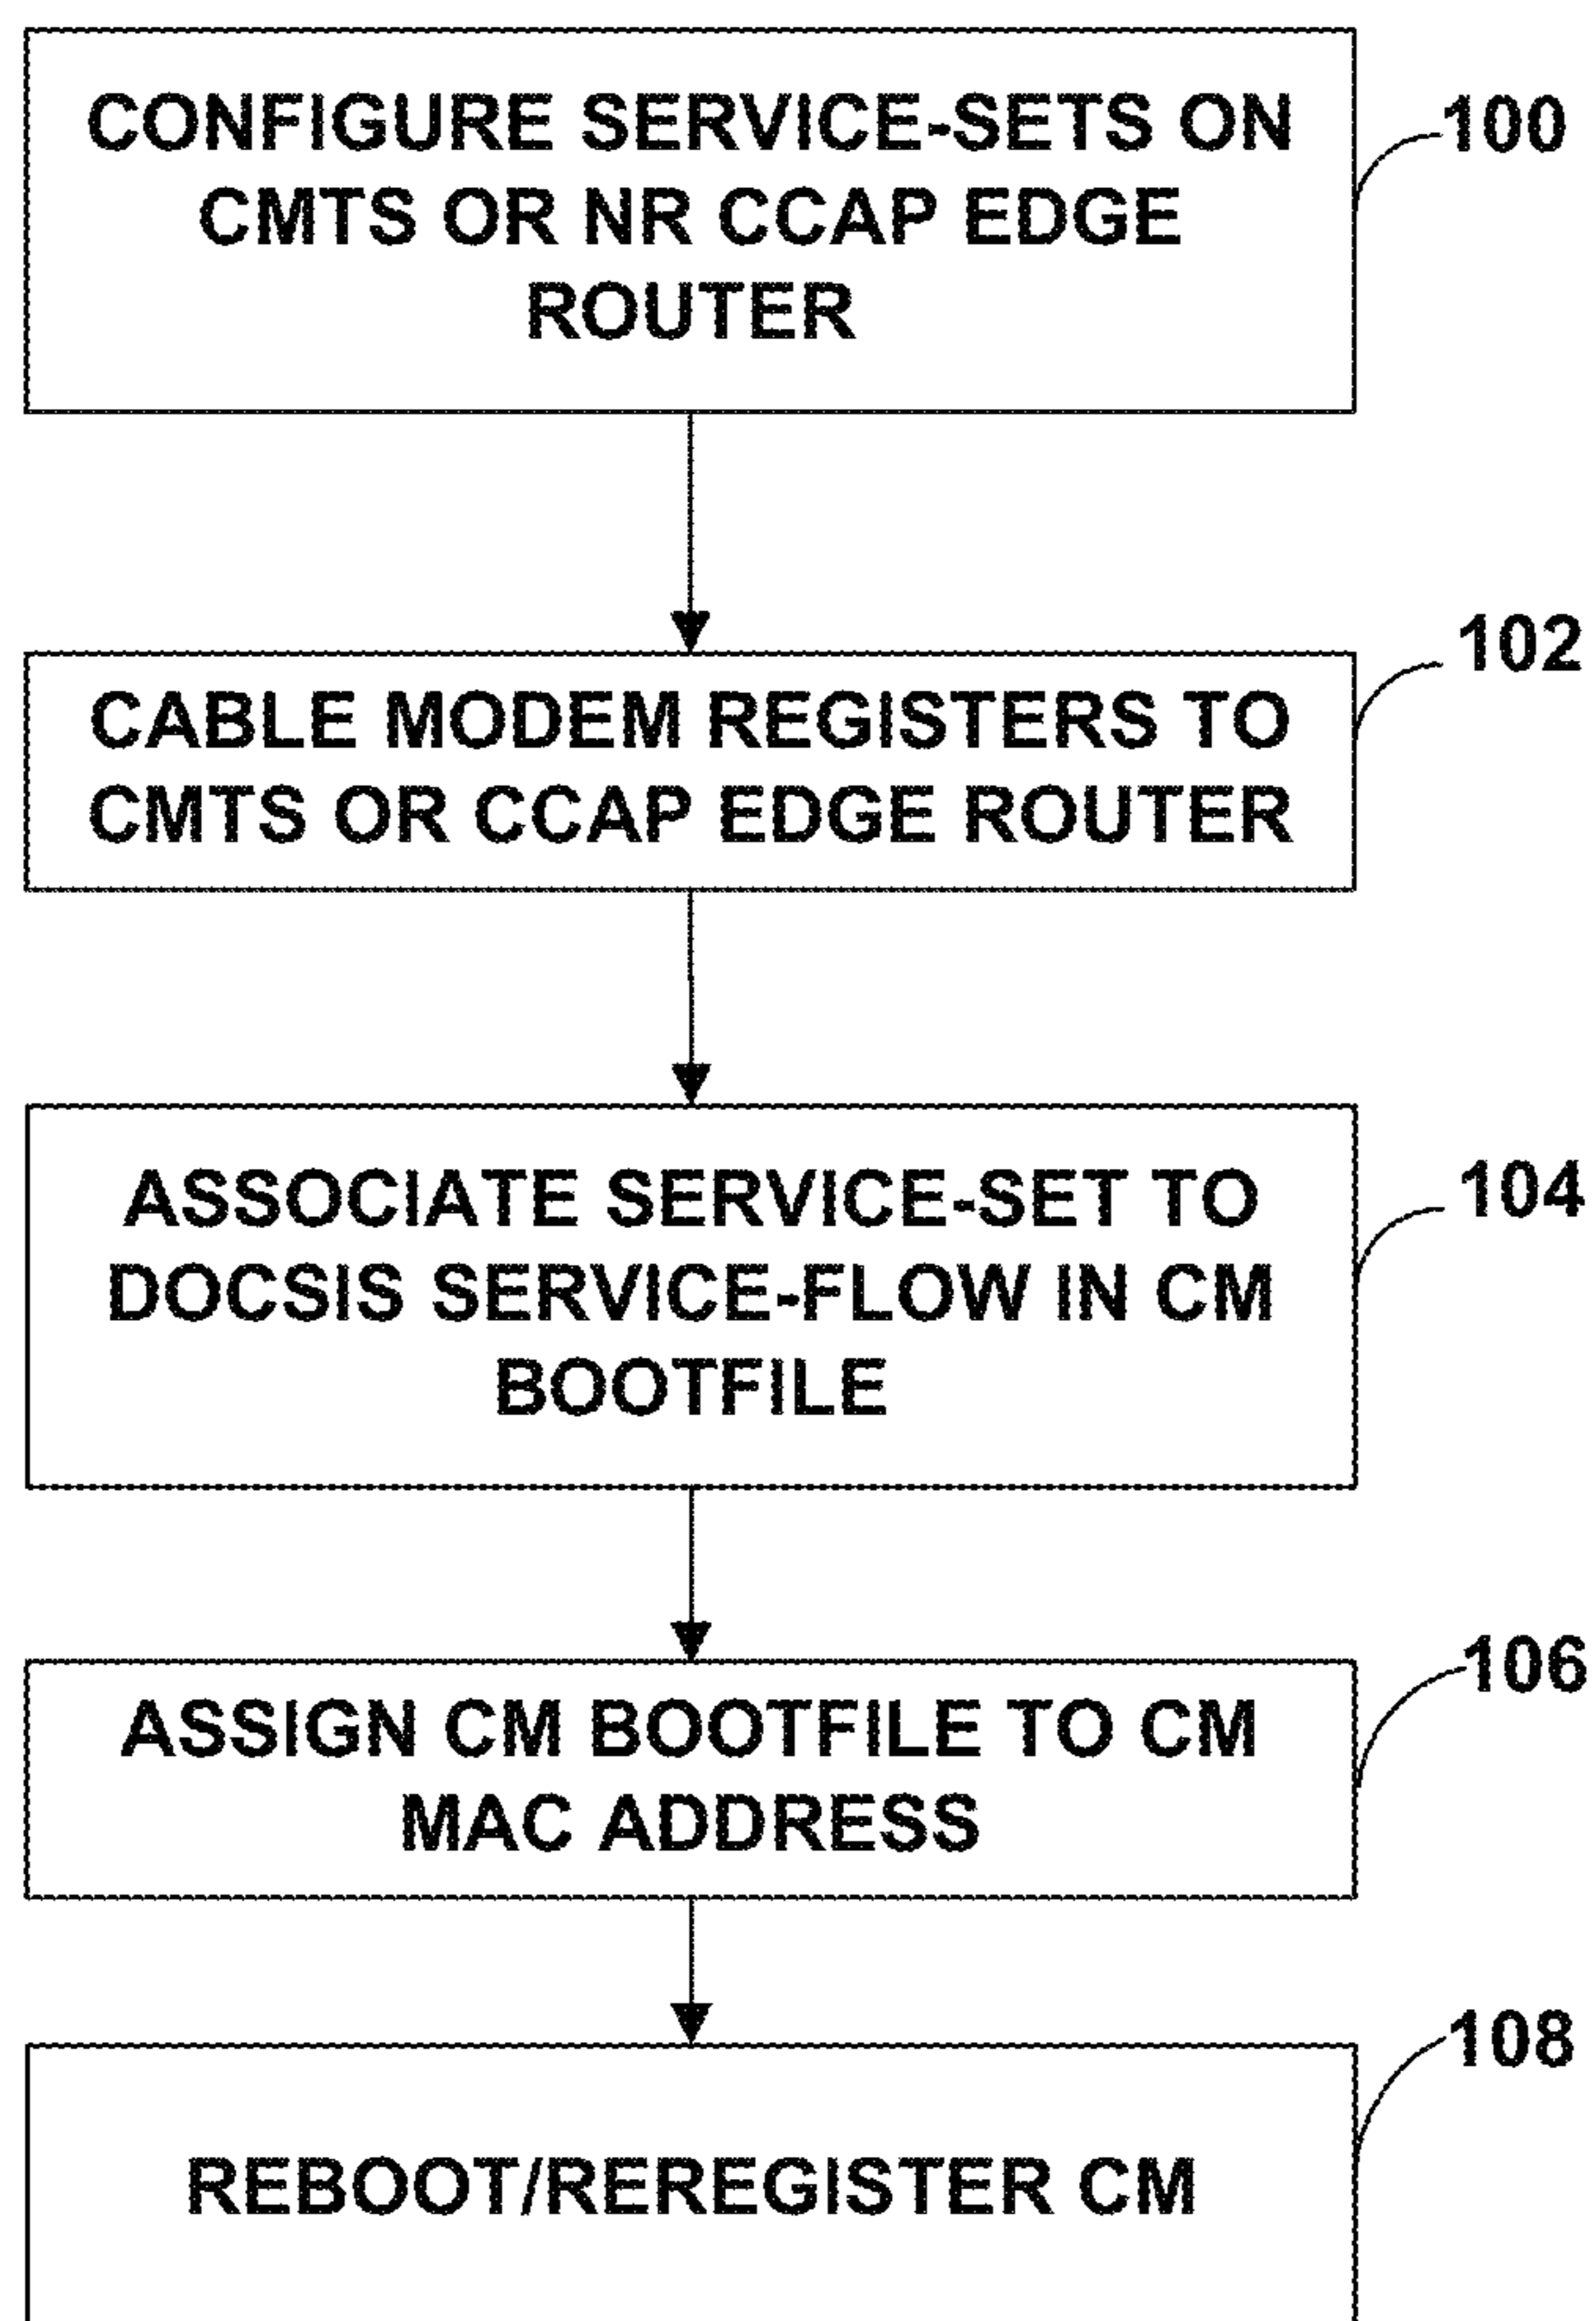 CONFIGURE SERVICE-SETS ON
CMTS OR NR CCAP EDGE
ROUTER
100
CABLE MODEM REGISTERS TO
CMTS OR CCAP EDGE ROUTER
102
ASSOCIATE SERVICE-SET TO
DOCSIS SERVICE-FLOW IN CM
BOOTFILE
104
ASSIGN CM BOOTFILE TO CM
MAC ADDRESS
106
REBOOT/REREGISTER CM
108